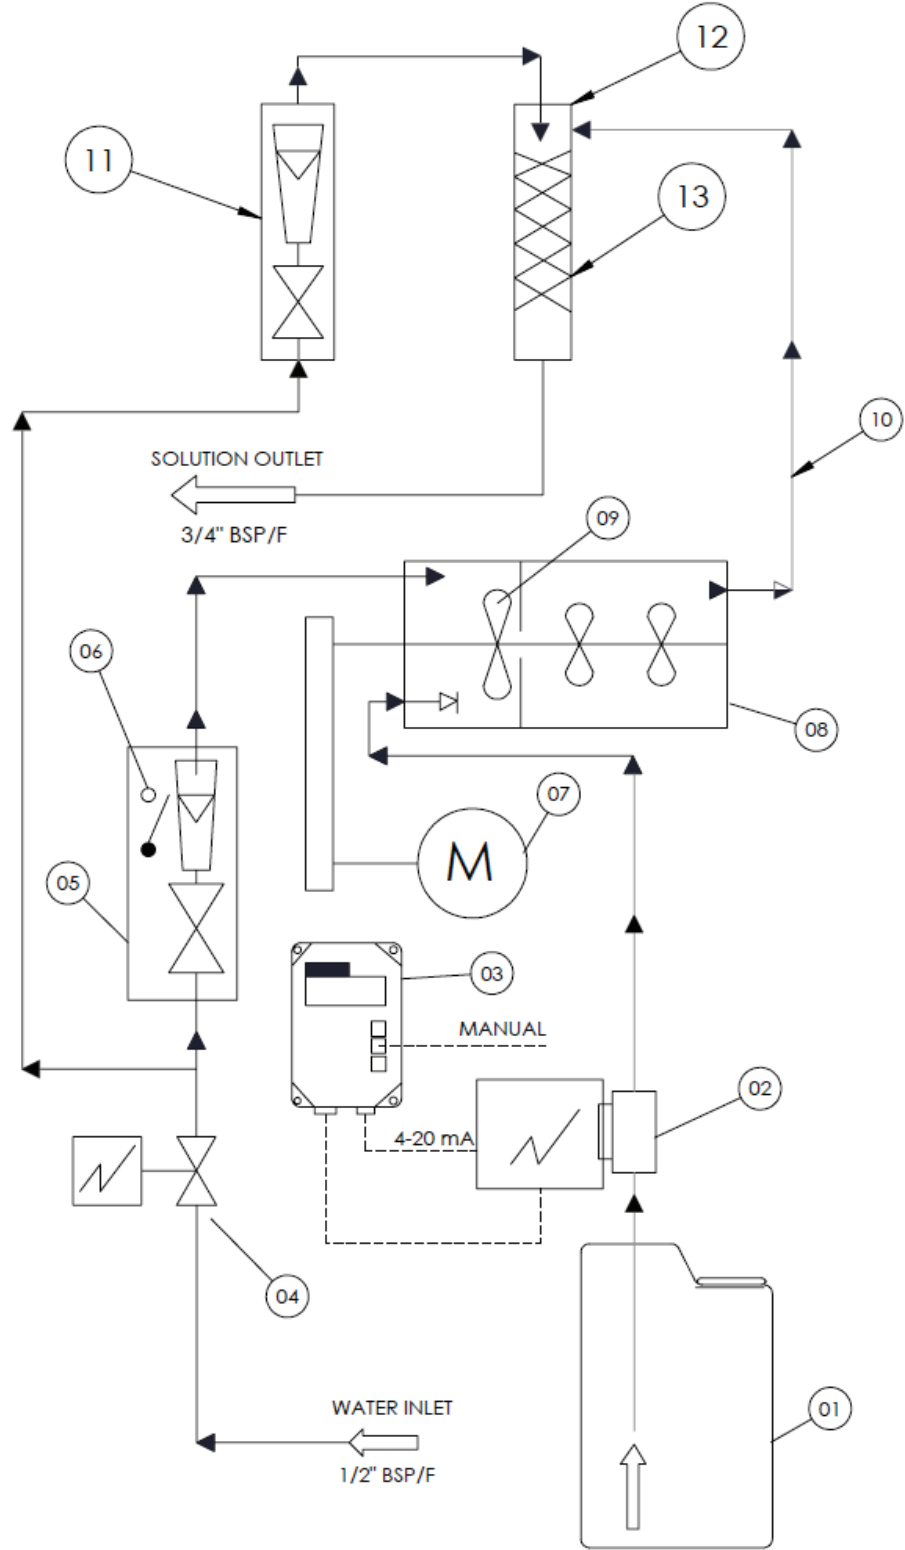 12
11
13
10
SOLUTION OUTLET
3/4" BSP/F
09
06
08
07
M
05
03
MANUAL
02
4-20 mA
04
WATER INLET
01
1/2" BSP/F